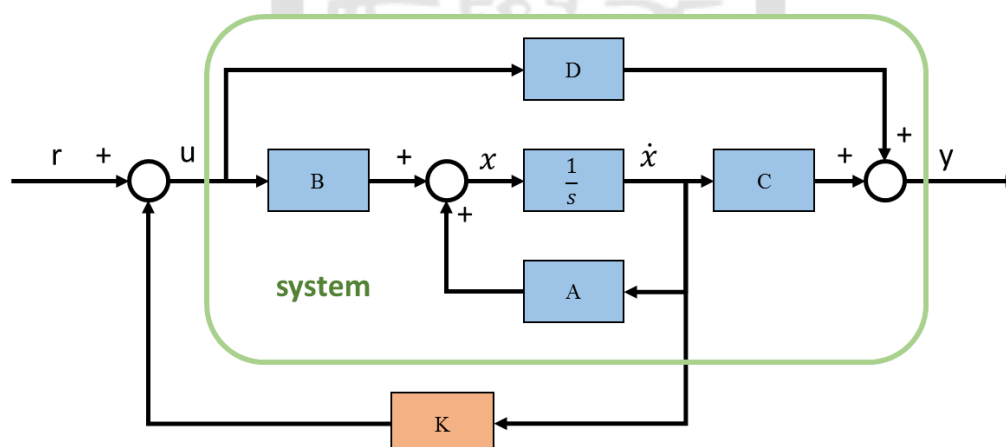 D
r + u B + x 1/s ẋ C + + y
+
A
system
K